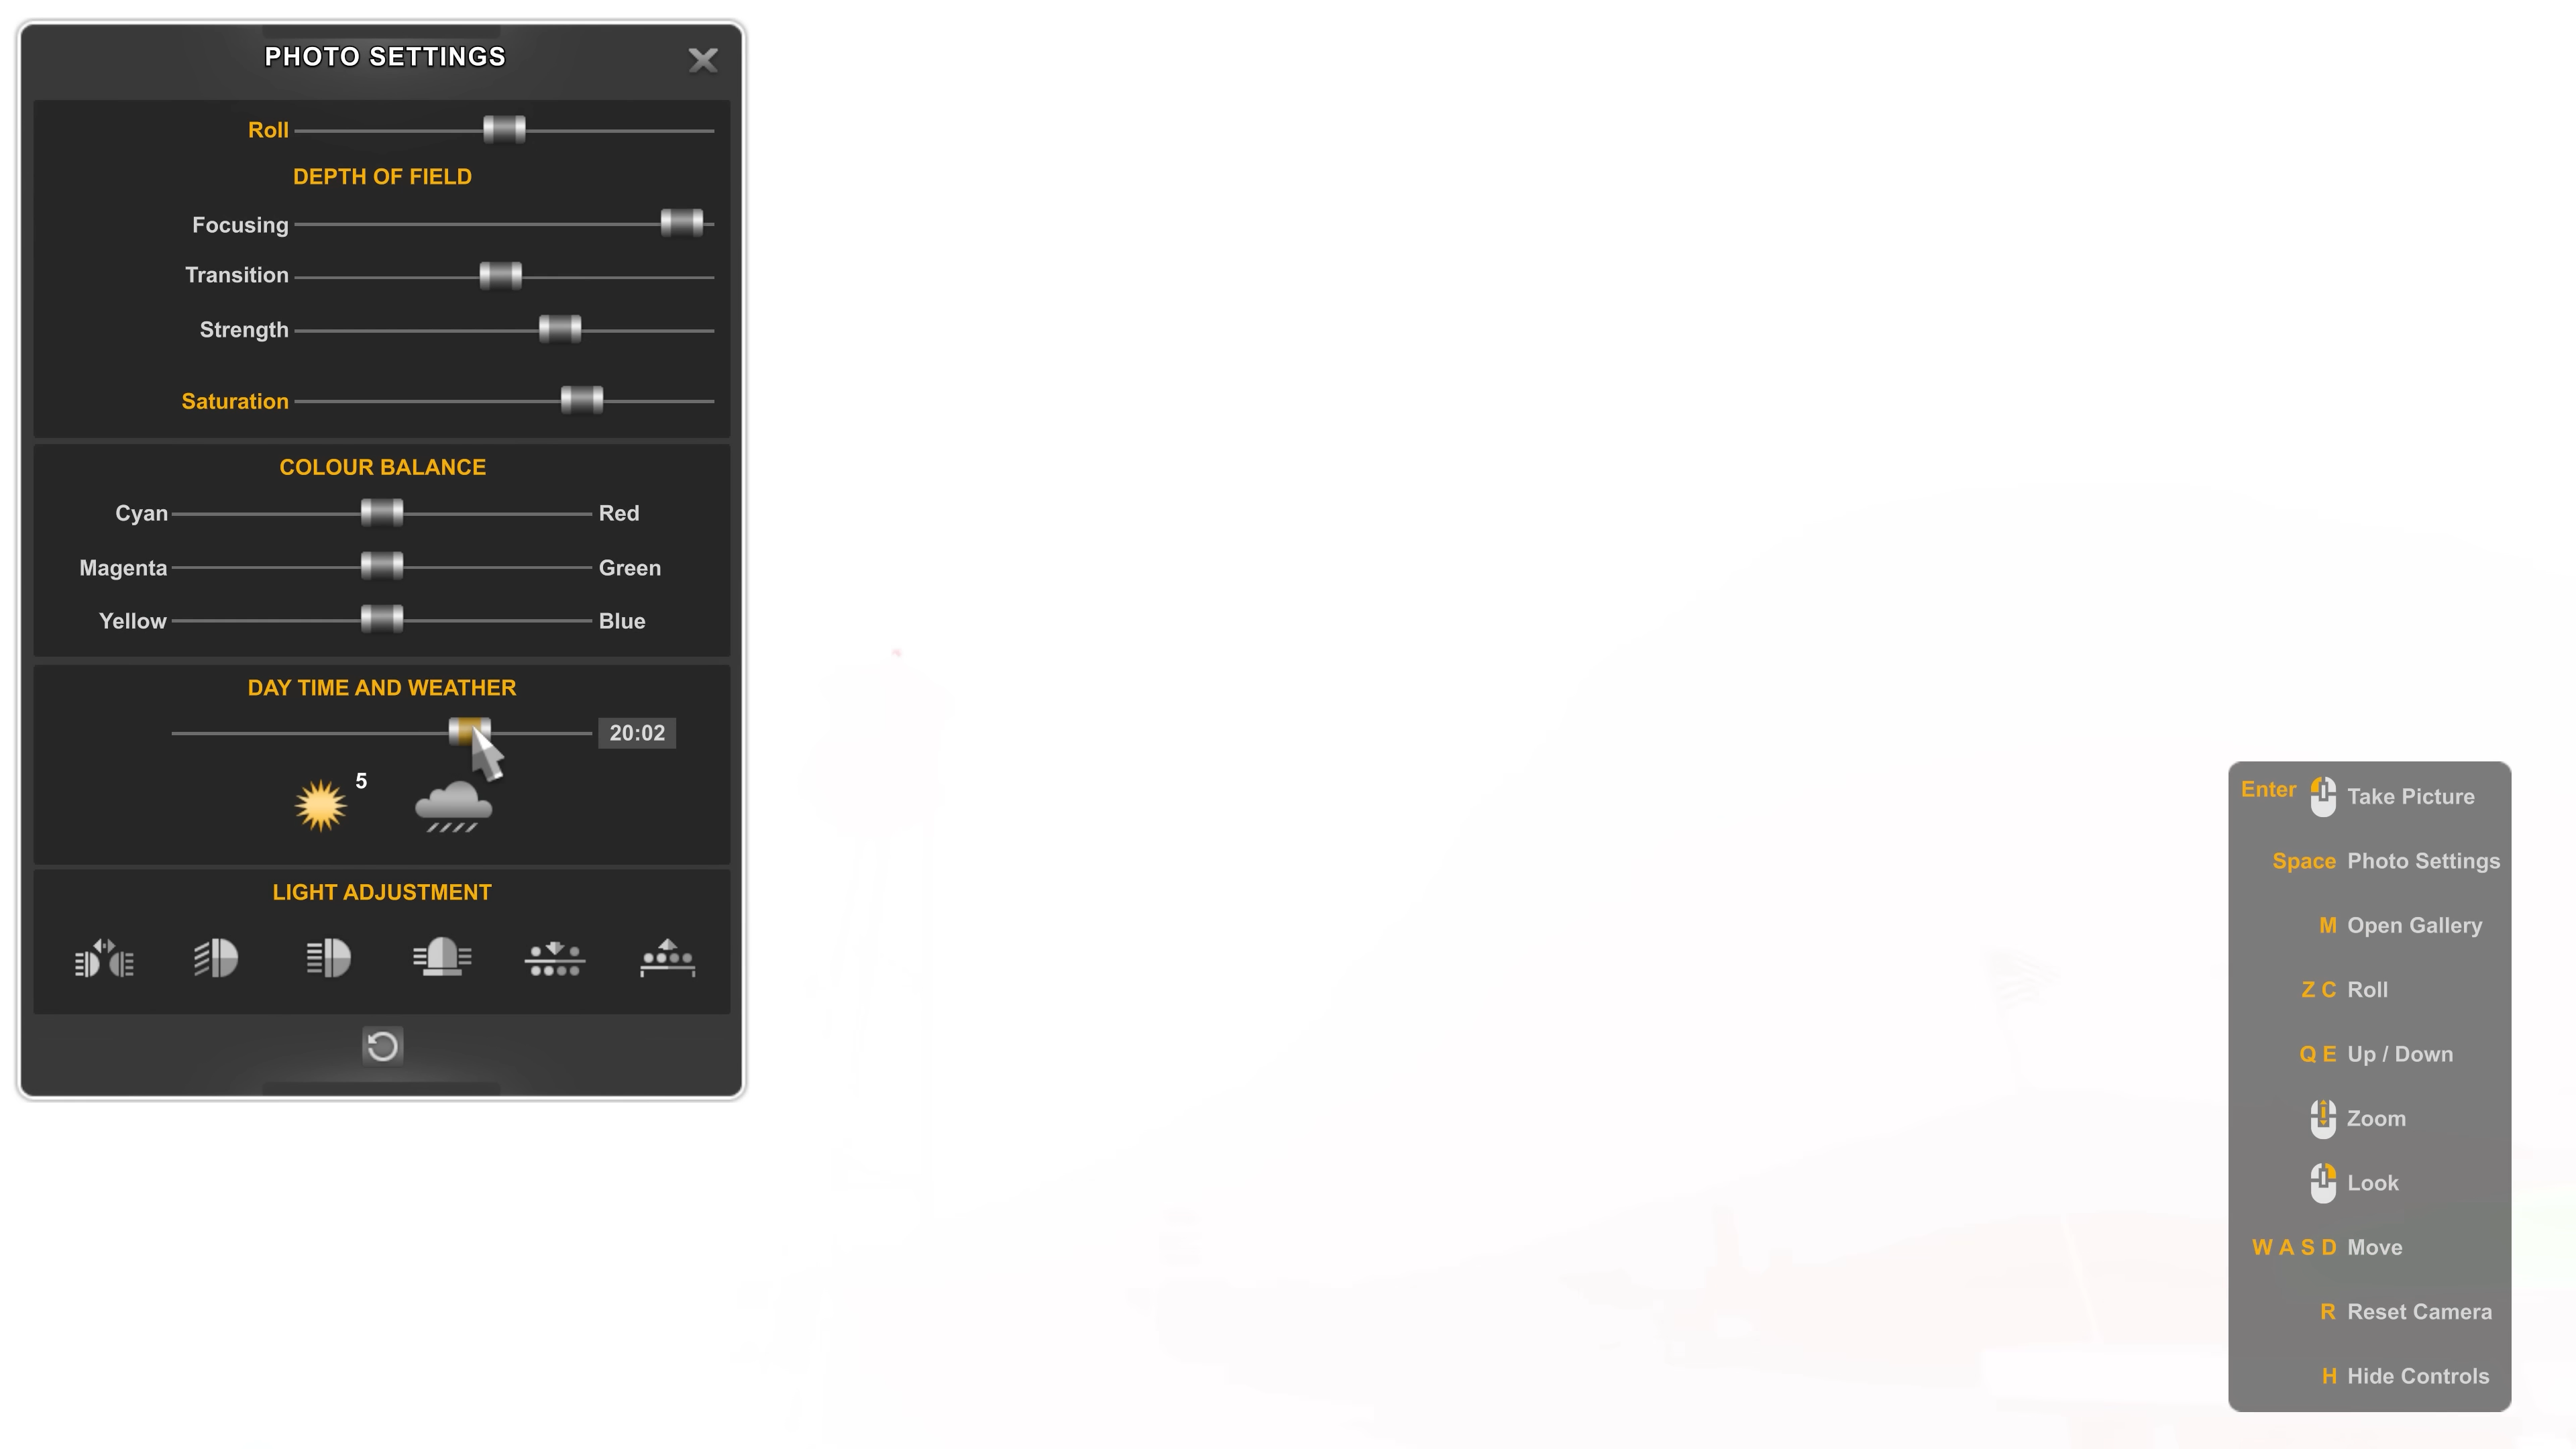 PHOTO SETTINGS
Roll
DEPTH OF FIELD
Focusing
Transition
Strength
Saturation
COLOUR BALANCE
Cyan Red
Magenta Green
Yellow Blue
DAY TIME AND WEATHER
20:02
5
LIGHT ADJUSTMENT
Enter Take Picture
Space Photo Settings
M Open Gallery
Z C Roll
Q E Up / Down
Zoom
Look
W A S D Move
R Reset Camera
H Hide Controls